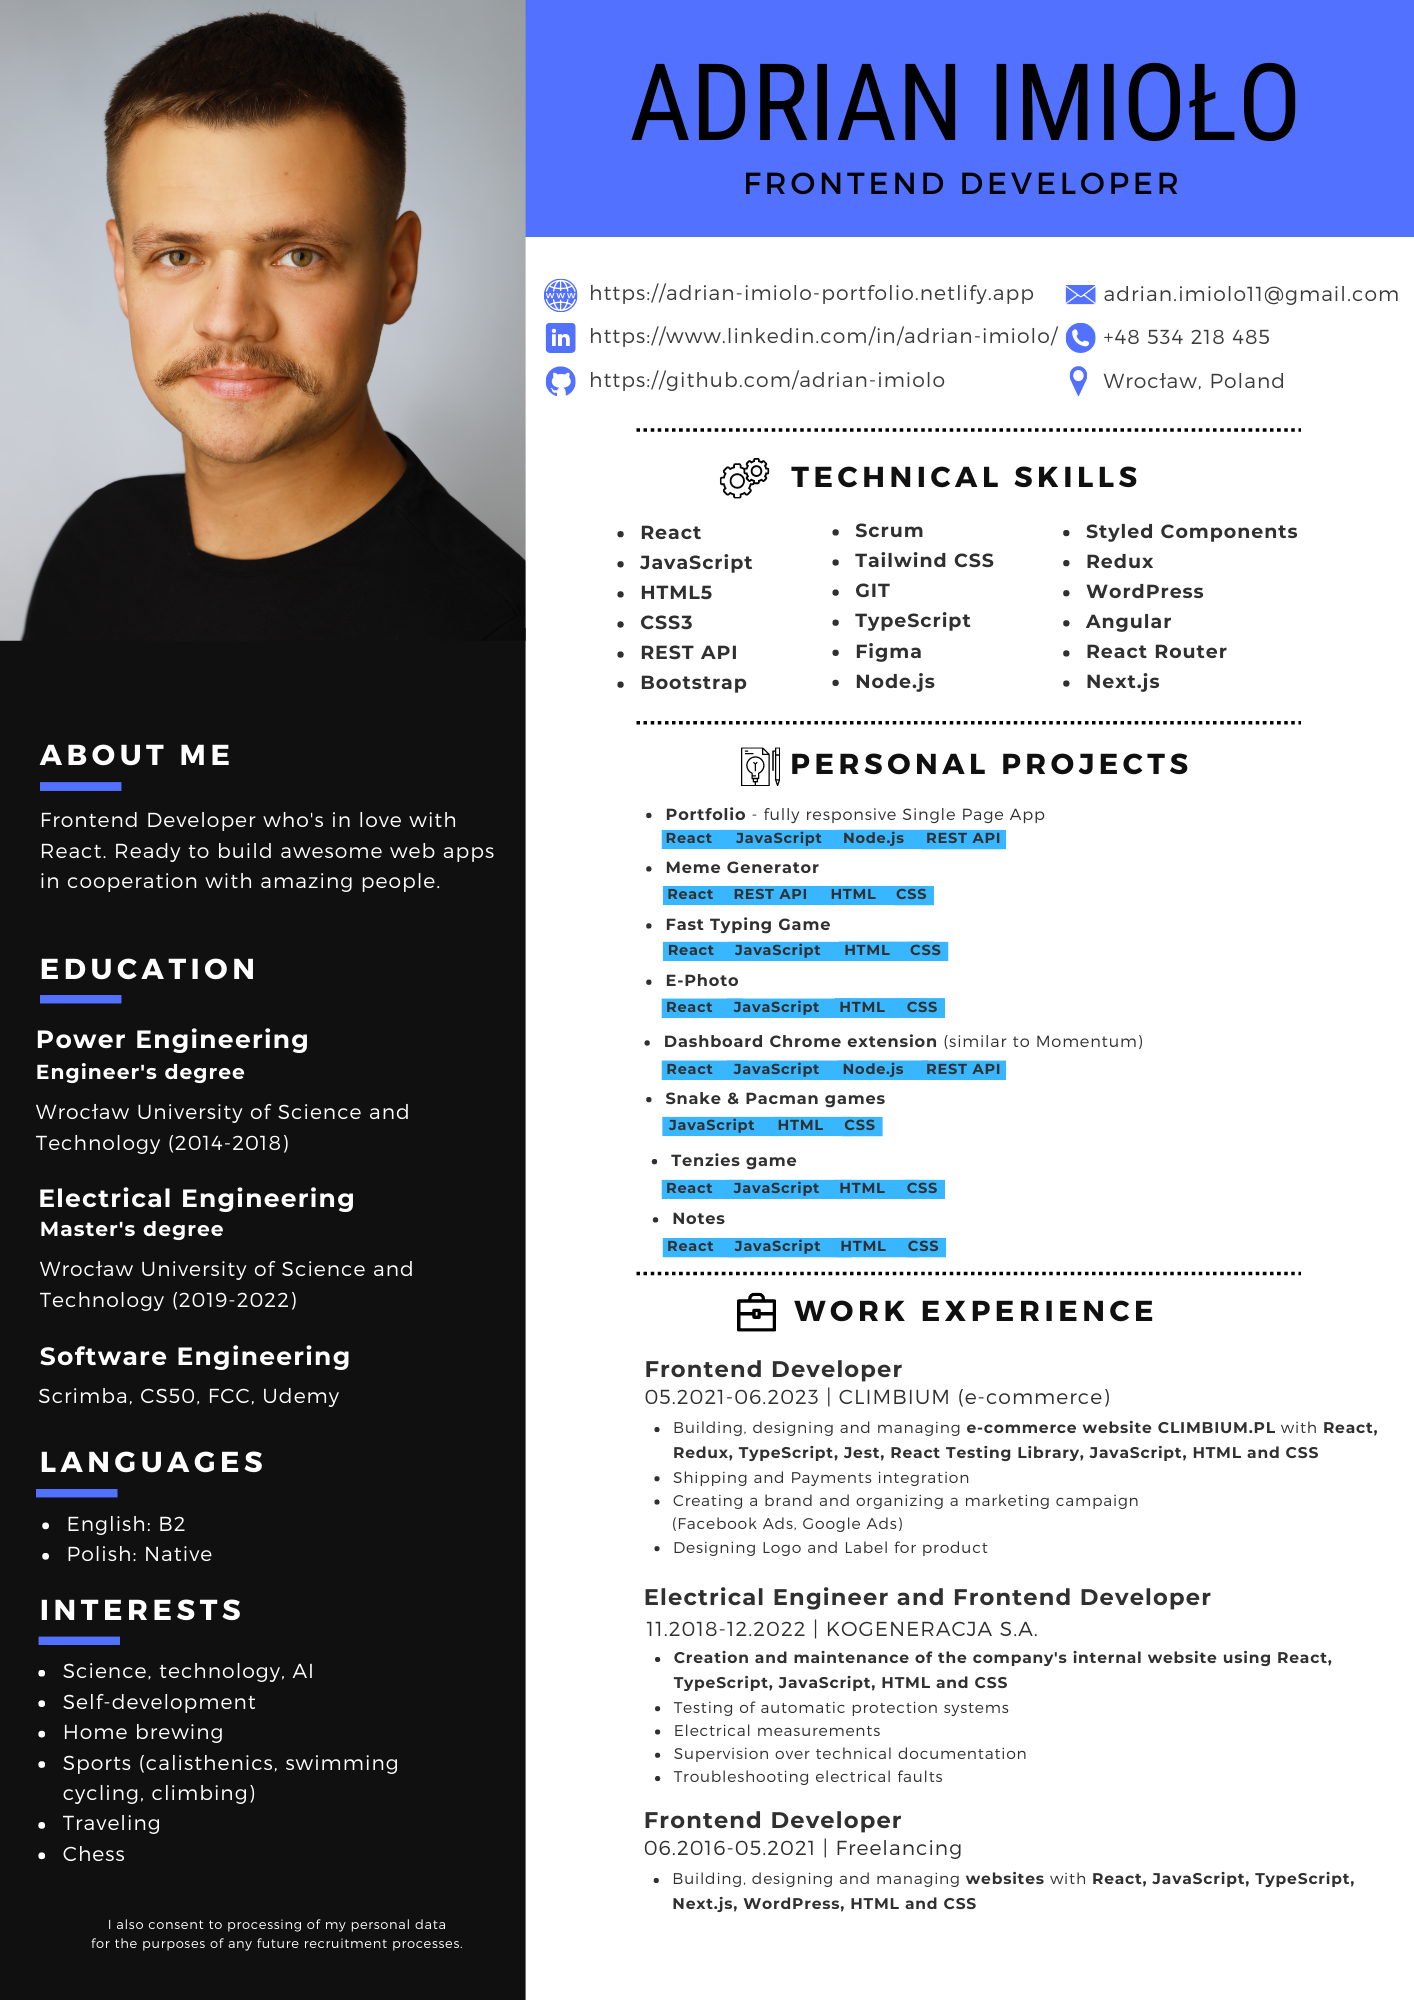 ADRIAN IMIOŁO
FRONTEND DEVELOPER
https://adrian-imiolo-portfolio.netlify.app
adrian.imiolo11@gmail.com
https://www.linkedin.com/in/adrian-imiolo/
+48 534 218 485
https://github.com/adrian-imiolo
Wrocław, Poland
ABOUT ME
Frontend Developer who's in love with
React. Ready to build awesome web apps
in cooperation with amazing people.
EDUCATION
Power Engineering
Engineer's degree
Wrocław University of Science and
Technology (2014-2018)
Electrical Engineering
Master's degree
Wrocław University of Science and
Technology (2019-2022)
Software Engineering
Scrimba, CS50, FCC, Udemy
LANGUAGES
• English: B2
• Polish: Native
INTERESTS
• Science, technology, AI
• Self-development
• Home brewing
• Sports (calisthenics, swimming
cycling, climbing)
• Traveling
• Chess
I also consent to processing of my personal data
for the purposes of any future recruitment processes.
TECHNICAL SKILLS
• React
• JavaScript
• HTML5
• CSS3
• REST API
• Bootstrap
• Scrum
• Tailwind CSS
• GIT
• TypeScript
• Figma
• Node.js
• Styled Components
• Redux
• WordPress
• Angular
• React Router
• Next.js
PERSONAL PROJECTS
• Portfolio - fully responsive Single Page App
React JavaScript Node.js REST API
• Meme Generator
React REST API HTML CSS
• Fast Typing Game
React JavaScript HTML CSS
• E-Photo
React JavaScript HTML CSS
• Dashboard Chrome extension (similar to Momentum)
React JavaScript Node.js REST API
• Snake & Pacman games
JavaScript HTML CSS
• Tenzies game
React JavaScript HTML CSS
• Notes
React JavaScript HTML CSS
WORK EXPERIENCE
Frontend Developer
05.2021-06.2023 | CLIMBIUM (e-commerce)
• Building, designing and managing e-commerce website CLIMBIUM.PL with React,
Redux, TypeScript, Jest, React Testing Library, JavaScript, HTML and CSS
• Shipping and Payments integration
• Creating a brand and organizing a marketing campaign
(Facebook Ads, Google Ads)
• Designing Logo and Label for product
Electrical Engineer and Frontend Developer
11.2018-12.2022 | KOGENERACJA S.A.
• Creation and maintenance of the company's internal website using React,
TypeScript, JavaScript, HTML and CSS
• Testing of automatic protection systems
• Electrical measurements
• Supervision over technical documentation
• Troubleshooting electrical faults
Frontend Developer
06.2016-05.2021 | Freelancing
• Building, designing and managing websites with React, JavaScript, TypeScript,
Next.js, WordPress, HTML and CSS